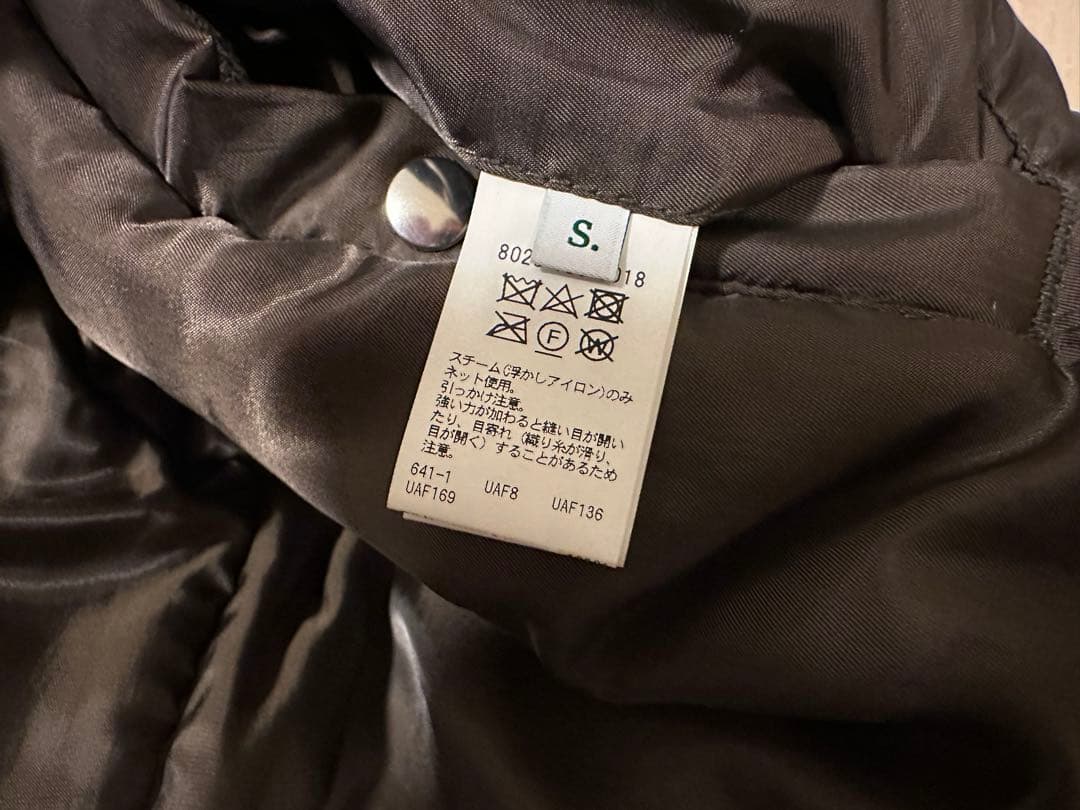 S.
802 018
F
W
スチーム(浮かしアイロン)のみ
ネット使用。
引っかけ注意。
強い力が加わると縫い目が開い
たり、目寄れ(織り糸が滑り、
目が開く)することがあるため
注意。
641-1
UAF169 UAF8 UAF136